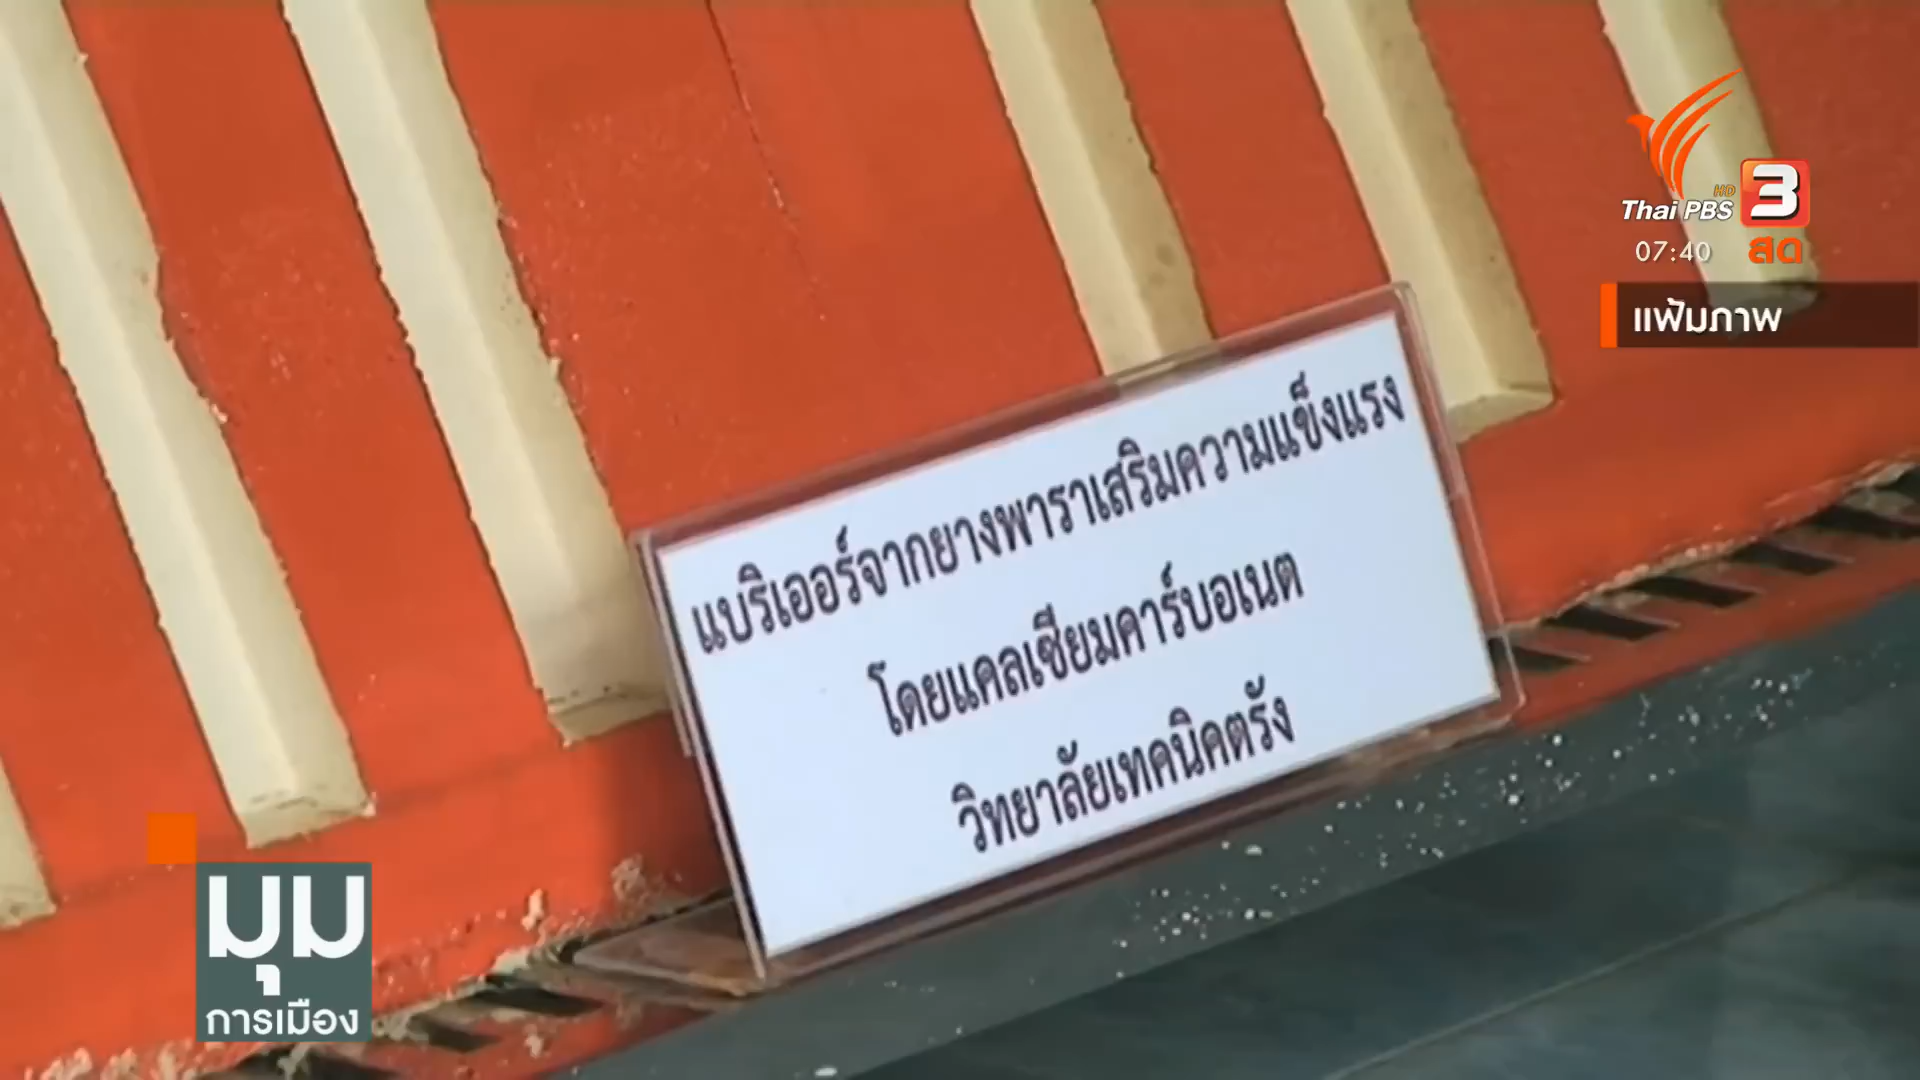 HD
Thai PBS 3
07:40 สด
แฟ้มภาพ
แบริเออร์จากยางพาราเสริมความแข็งแรง
โดยแคลเซียมคาร์บอเนต
วิทยาลัยเทคนิคตรัง
มุม
การเมือง